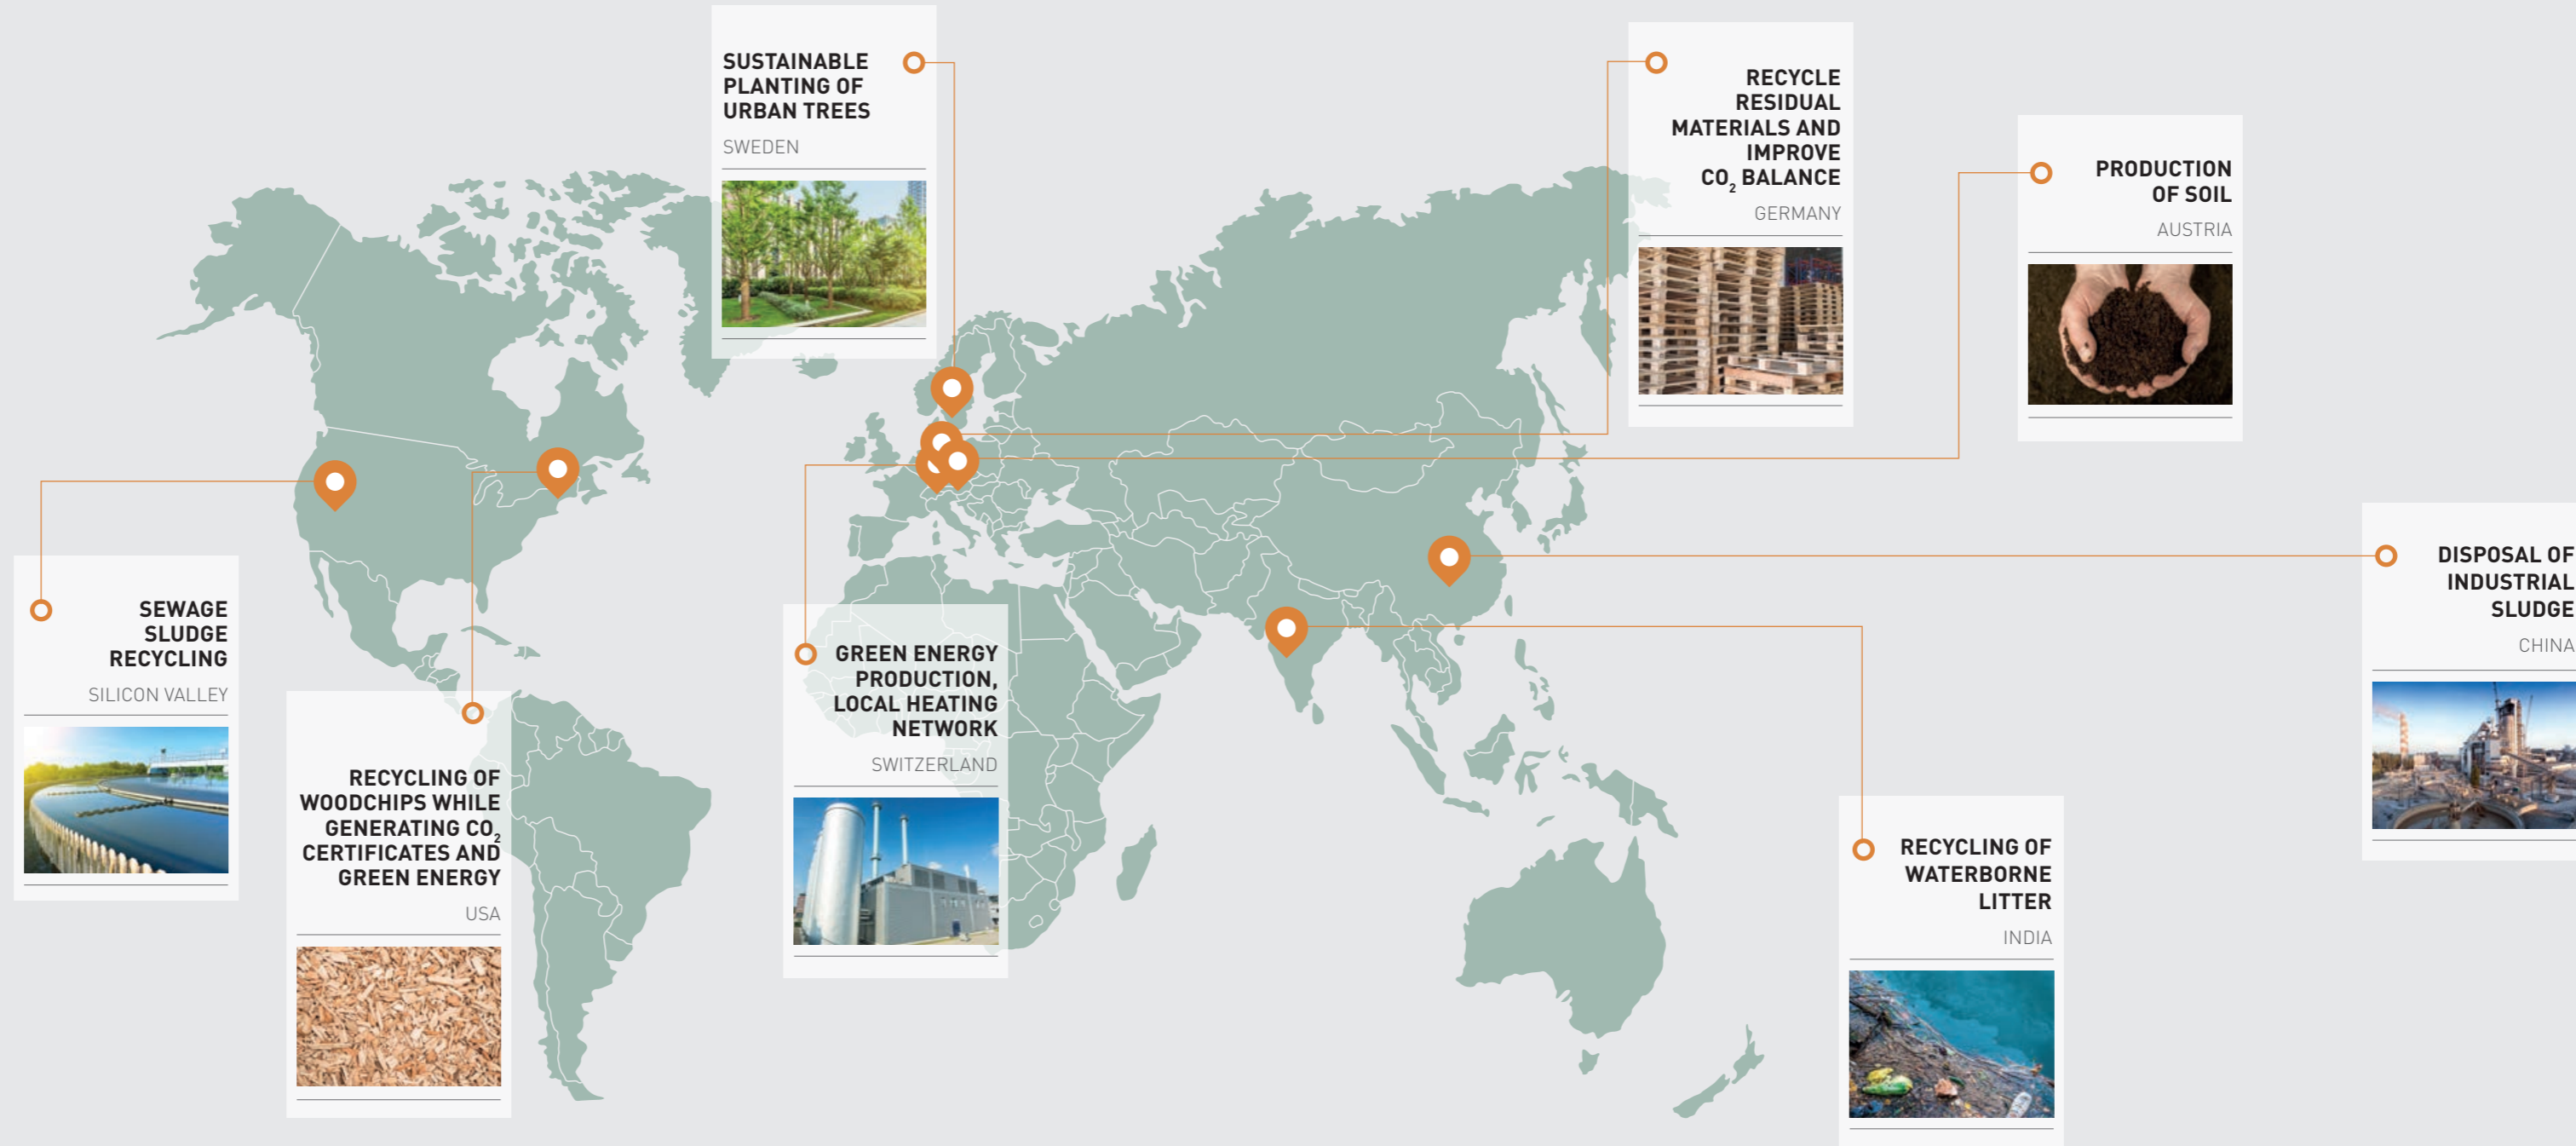 SUSTAINABLE
PLANTING OF
URBAN TREES
SWEDEN
RECYCLE
RESIDUAL
MATERIALS AND
IMPROVE
CO₂ BALANCE
GERMANY
PRODUCTION
OF SOIL
AUSTRIA
SEWAGE
SLUDGE
RECYCLING
SILICON VALLEY
RECYCLING OF
WOODCHIPS WHILE
GENERATING CO₂
CERTIFICATES AND
GREEN ENERGY
USA
GREEN ENERGY
PRODUCTION,
LOCAL HEATING
NETWORK
SWITZERLAND
DISPOSAL OF
INDUSTRIAL
SLUDGE
CHINA
RECYCLING OF
WATERBORNE
LITTER
INDIA